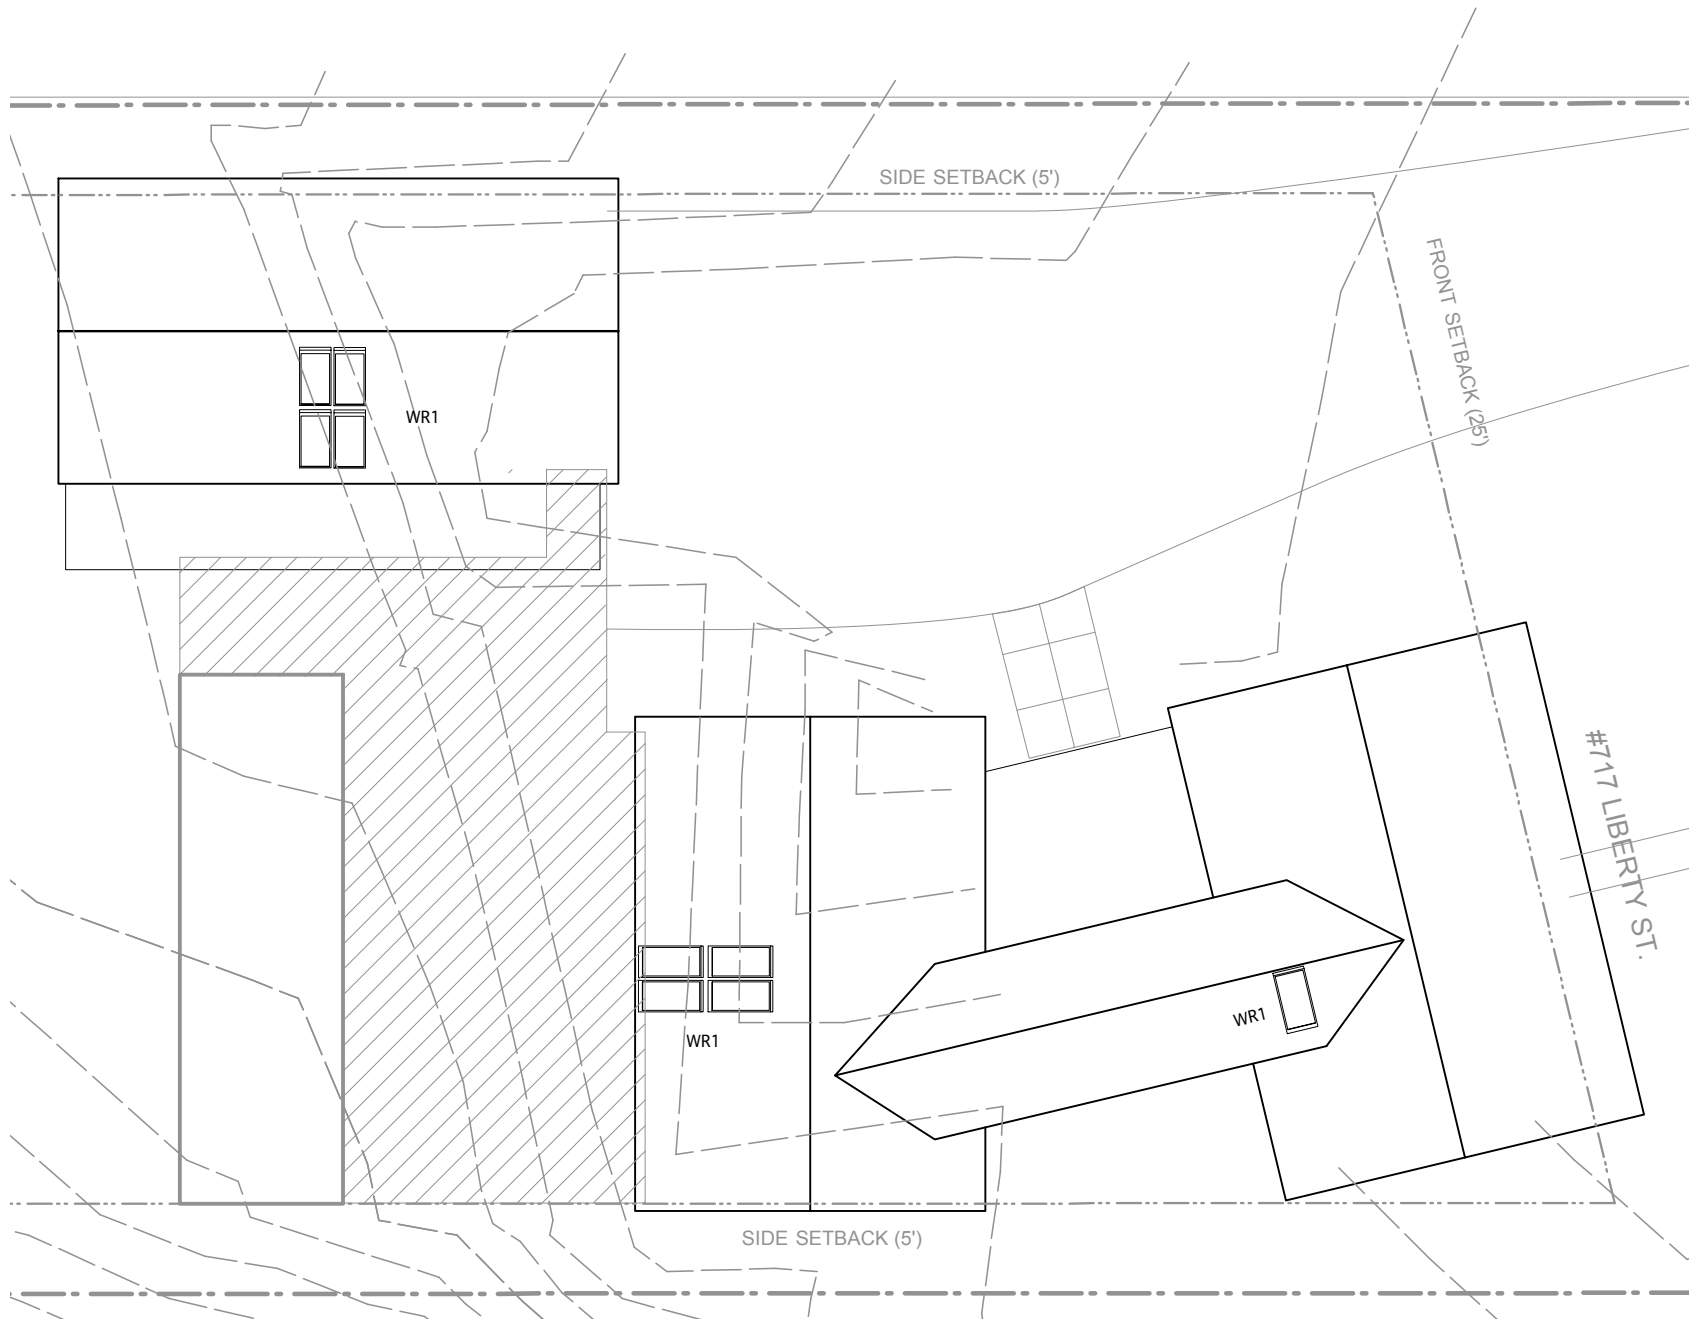 SIDE SETBACK (5')
FRONT SETBACK (25')
WR1
#717 LIBERTY ST.
WR1
WR1
SIDE SETBACK (5')